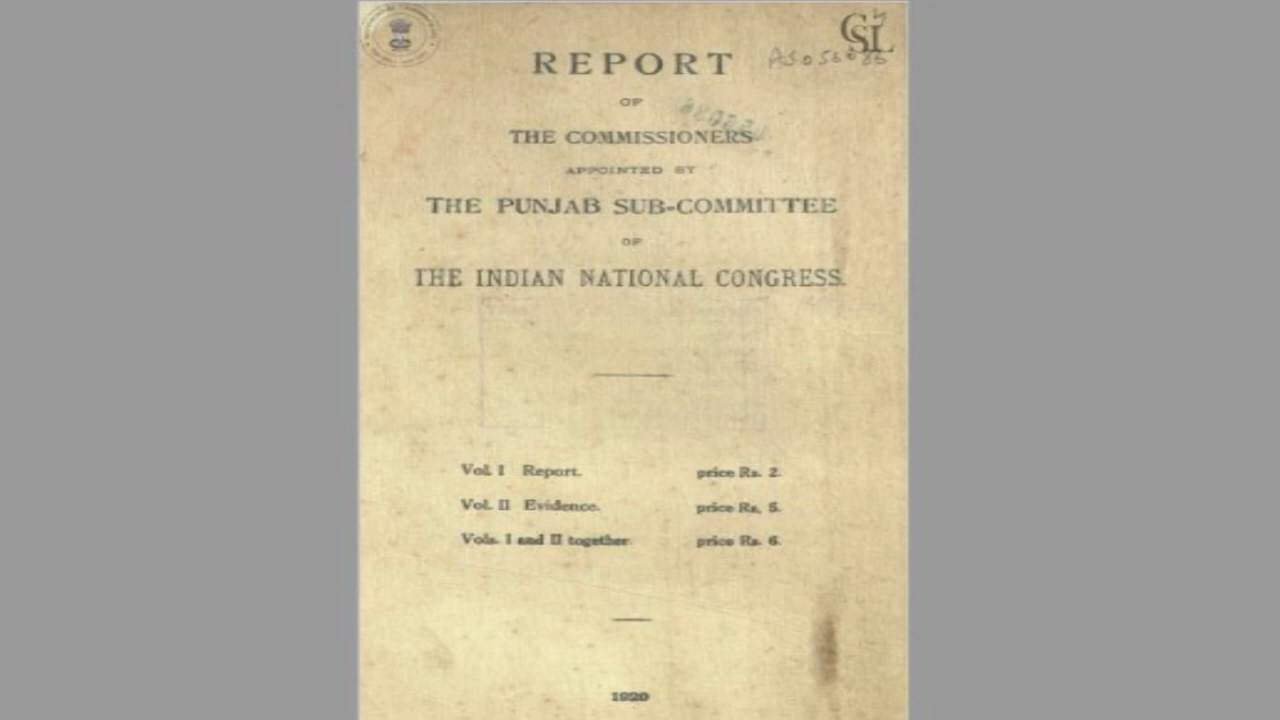 CSL
REPORT
OF
THE COMMISSIONERS
APPOINTED BY
THE PUNJAB SUB-COMMITTEE
OF
THE INDIAN NATIONAL CONGRESS.
Vol. I Report. price Rs. 2.
Vol. II Evidence. price Rs. 5.
Vols. I and II together. price Rs. 6.
1920